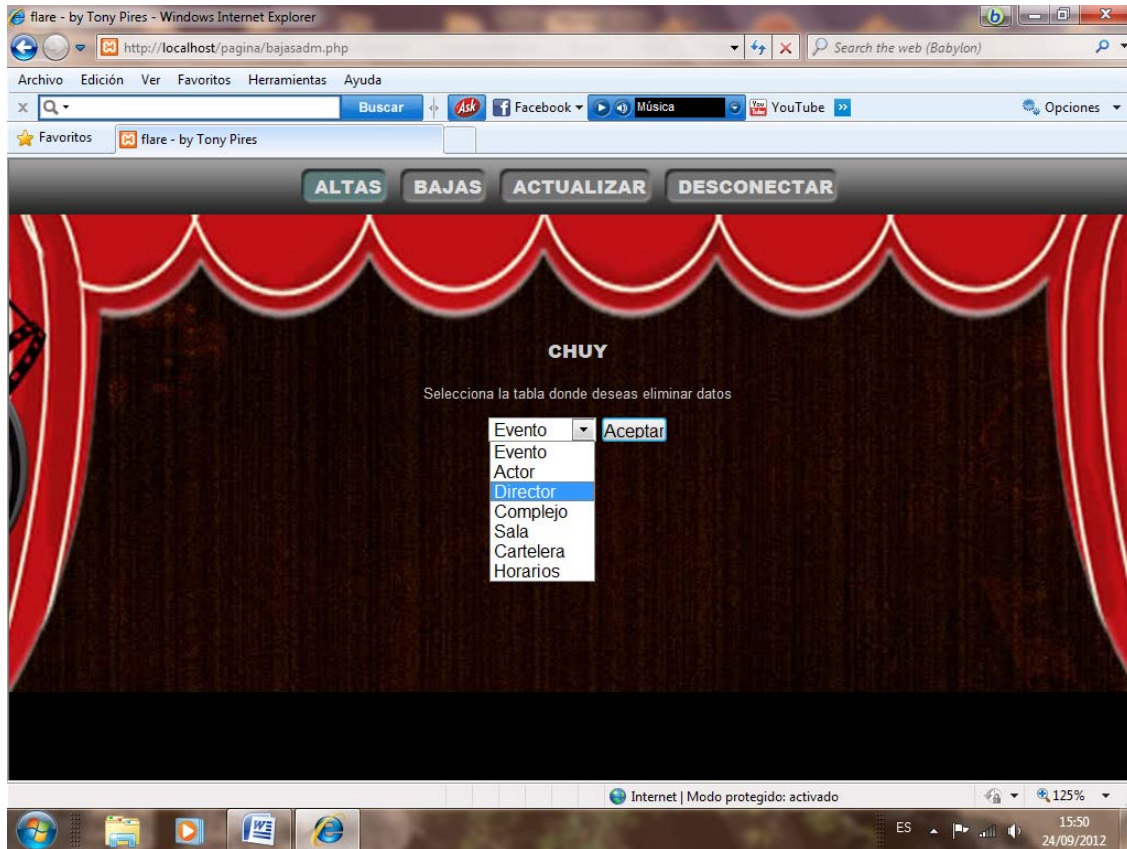 flare - by Tony Pires - Windows Internet Explorer
http://localhost/pagina/bajasadm.php
Search the web (Babylon)
Archivo Edición Ver Favoritos Herramientas Ayuda
Buscar Ask Facebook Música You Tube YouTube Opciones
Favoritos flare - by Tony Pires
ALTAS BAJAS ACTUALIZAR DESCONECTAR
CHUY
Selecciona la tabla donde deseas eliminar datos
Evento Aceptar
Evento
Actor
Director
Complejo
Sala
Cartelera
Horarios
Internet | Modo protegido: activado 125%
ES 15:50
24/09/2012